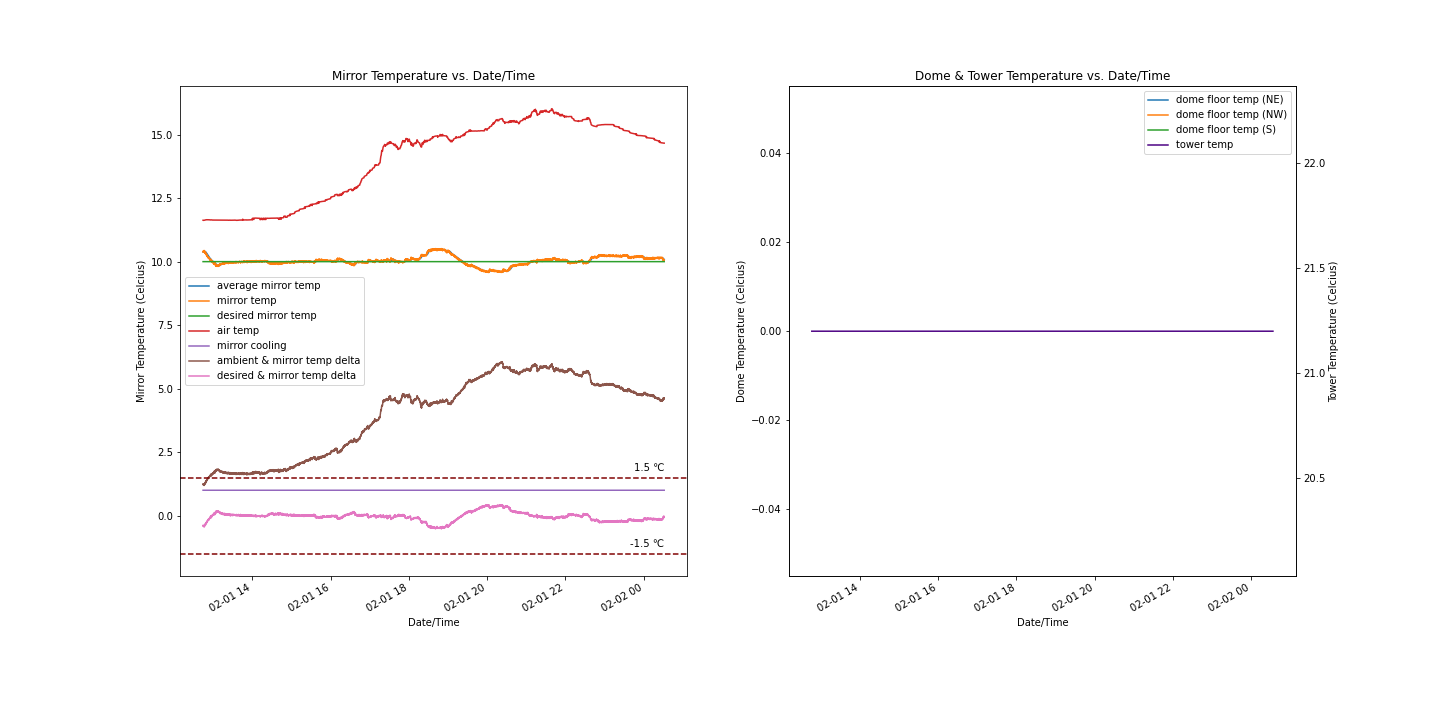 Mirror Temperature vs. Date/Time
Mirror Temperature (Celcius)
15.0
12.5
10.0
7.5
5.0
2.5
0.0
average mirror temp
mirror temp
desired mirror temp
air temp
mirror cooling
ambient & mirror temp delta
desired & mirror temp delta
1.5 °C
-1.5 °C
02-01 14
02-01 16
02-01 18
02-01 20
02-01 22
02-02 00
Date/Time
Dome & Tower Temperature vs. Date/Time
Dome Temperature (Celcius)
0.04
0.02
0.00
−0.02
−0.04
dome floor temp (NE)
dome floor temp (NW)
dome floor temp (S)
tower temp
22.0
21.5
21.0
20.5
Tower Temperature (Celcius)
02-01 14
02-01 16
02-01 18
02-01 20
02-01 22
02-02 00
Date/Time